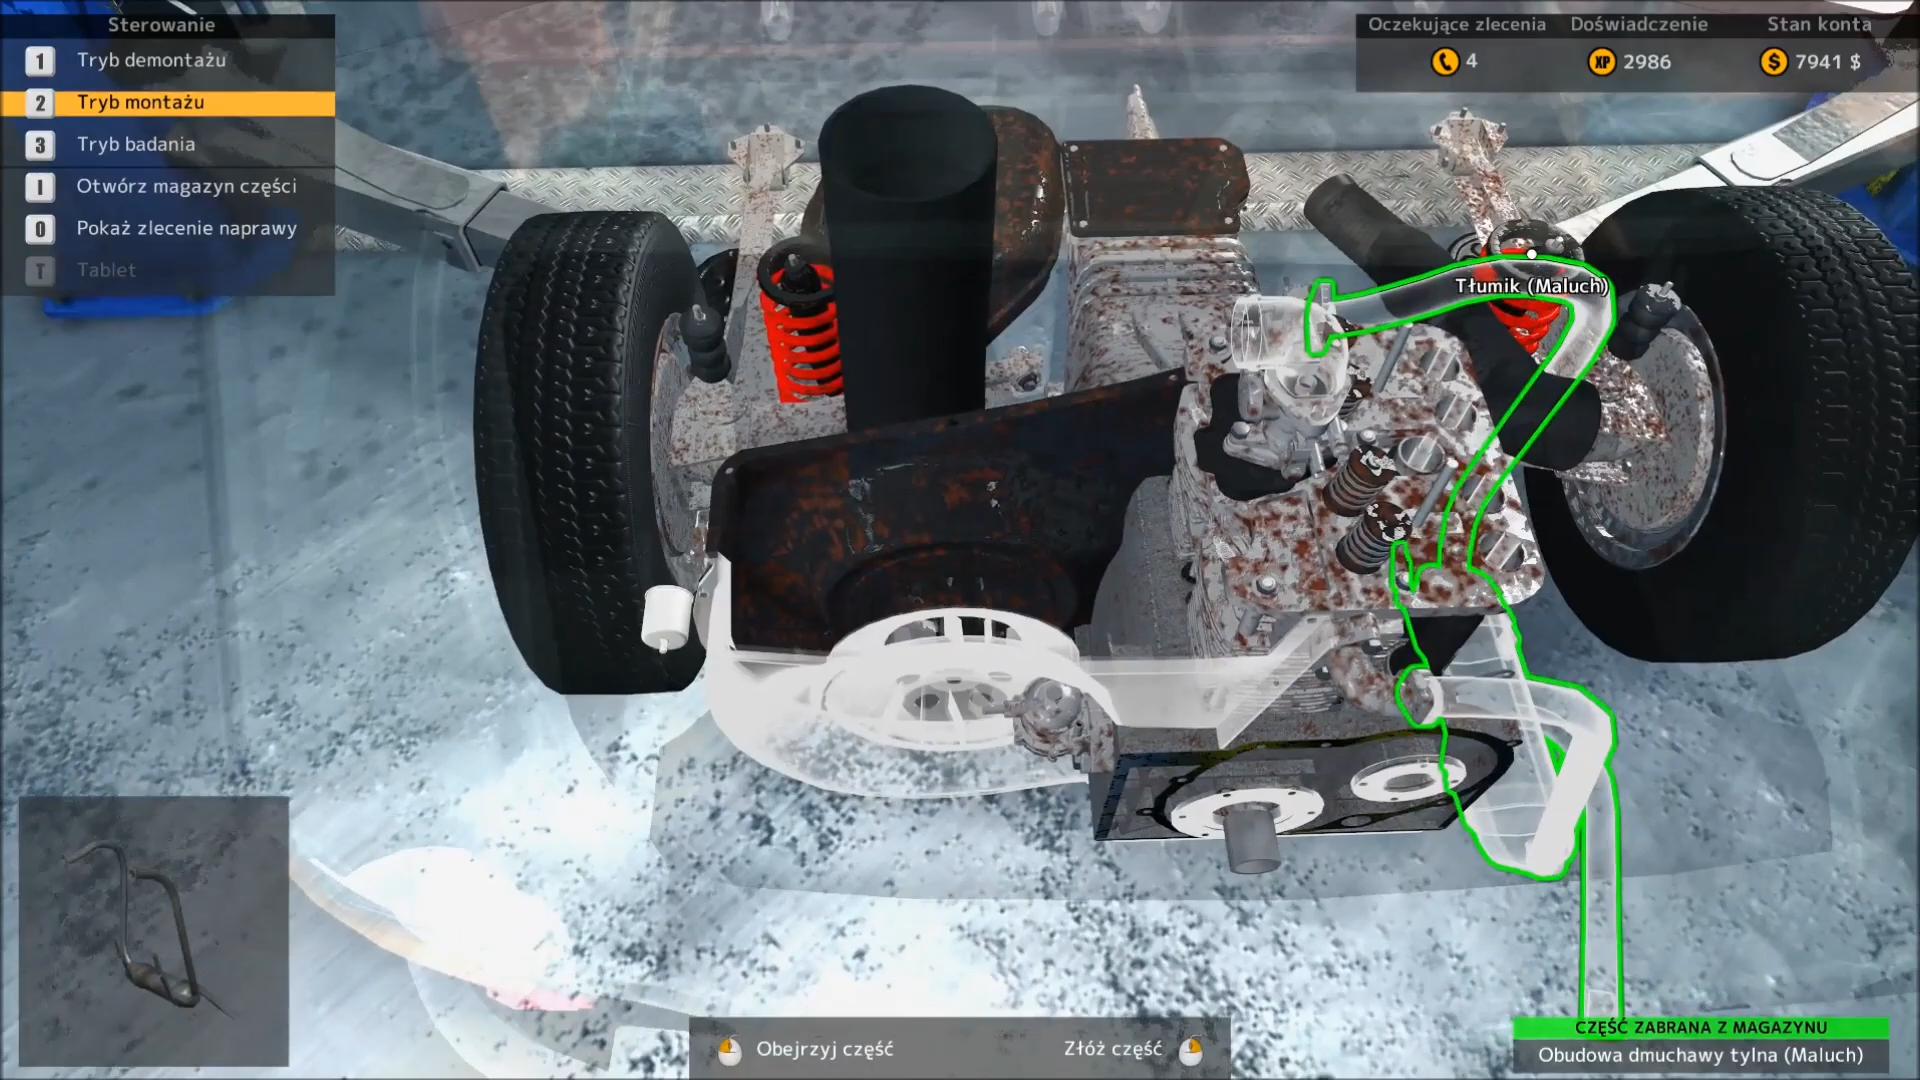 Sterowanie
1 Tryb demontażu
2 Tryb montażu
3 Tryb badania
I Otwórz magazyn części
O Pokaż zlecenie naprawy
T Tablet
Oczekujące zlecenia Doświadczenie Stan konta
4 XP 2986 $ 7941 $
Tłumik (Maluch)
Obejrzyj część Złóż część
CZĘŚĆ ZABRANA Z MAGAZYNU
Obudowa dmuchawy tylna (Maluch)